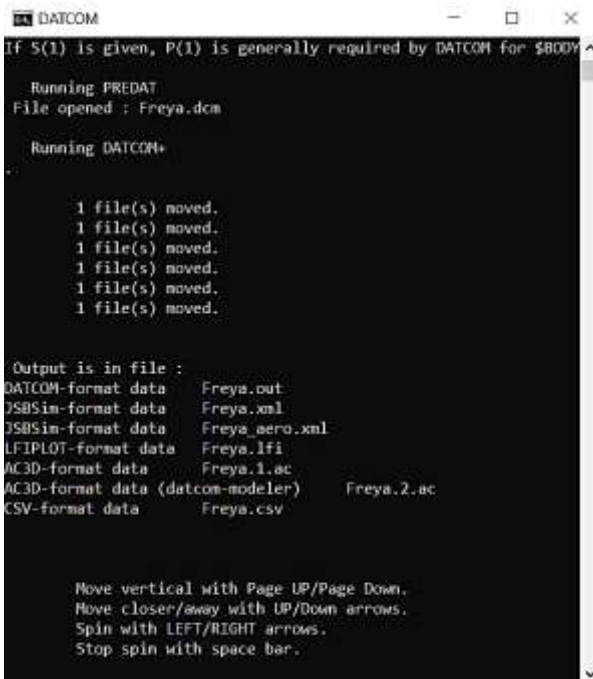 DATCOM
If S(1) is given, P(1) is generally required by DATCOM for $BODY
Running PREDAT
File opened : Freya.dcm
Running DATCOM+
.
1 file(s) moved.
1 file(s) moved.
1 file(s) moved.
1 file(s) moved.
1 file(s) moved.
1 file(s) moved.
Output is in file :
DATCOM-format data Freya.out
JSBSim-format data Freya.xml
JSBSim-format data Freya_aero.xml
LFIPLOT-format data Freya.lfi
AC3D-format data Freya.1.ac
AC3D-format data (datcom-modeler) Freya.2.ac
CSV-format data Freya.csv
Move vertical with Page UP/Page Down.
Move closer/away with UP/Down arrows.
Spin with LEFT/RIGHT arrows.
Stop spin with space bar.